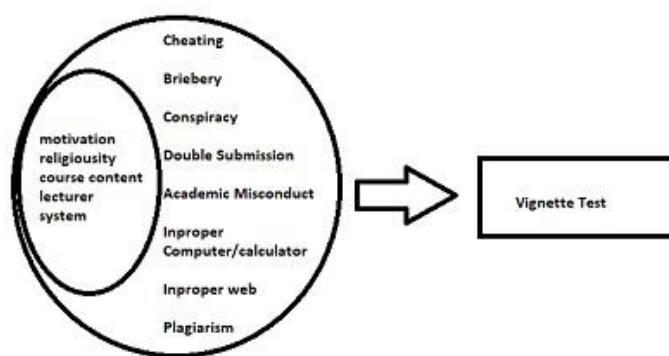 Cheating
Briebery
Conspiracy
Double Submission
Academic Misconduct
Inproper
Computer/calculator
Inproper web
Plagiarism
motivation
religiousity
course content
lecturer
system
Vignette Test